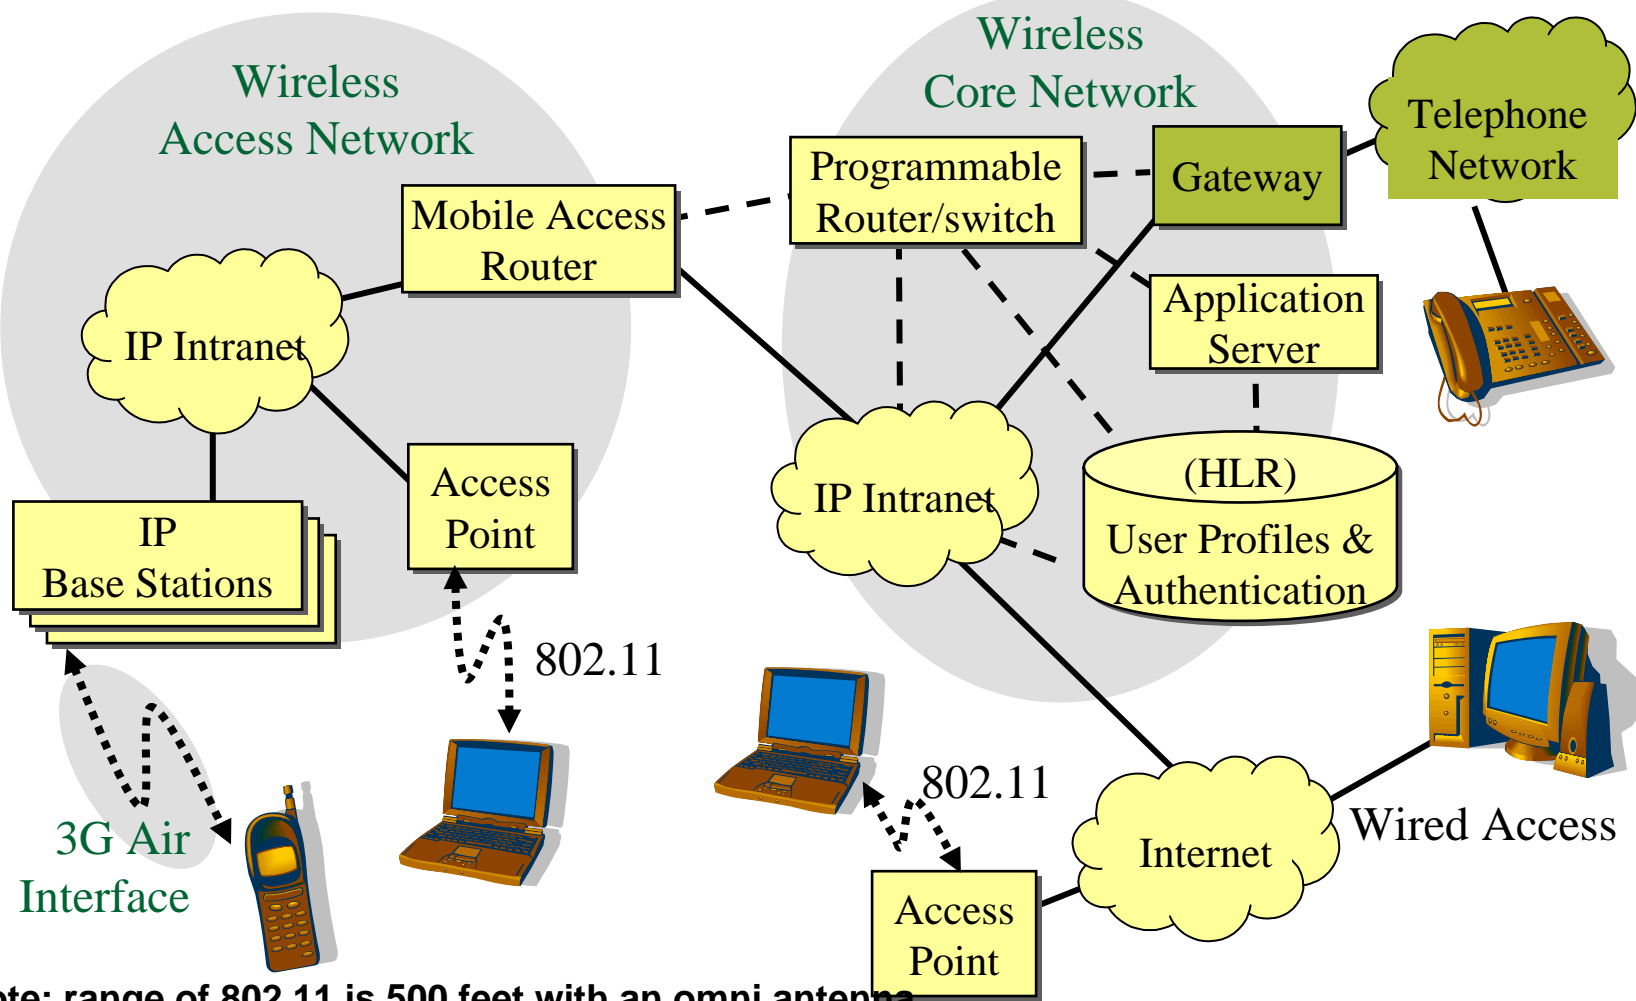 Wireless
Access Network
Wireless
Core Network
Telephone
Network
Programmable
Router/switch
Gateway
Mobile Access
Router
Application
Server
IP Intranet
Access
Point
(HLR)
User Profiles &
Authentication
IP Intranet
IP
Base Stations
802.11
802.11
3G Air
Interface
Internet
Wired Access
Access
Point
range of 802.11 is 500 feet with an omni antenna